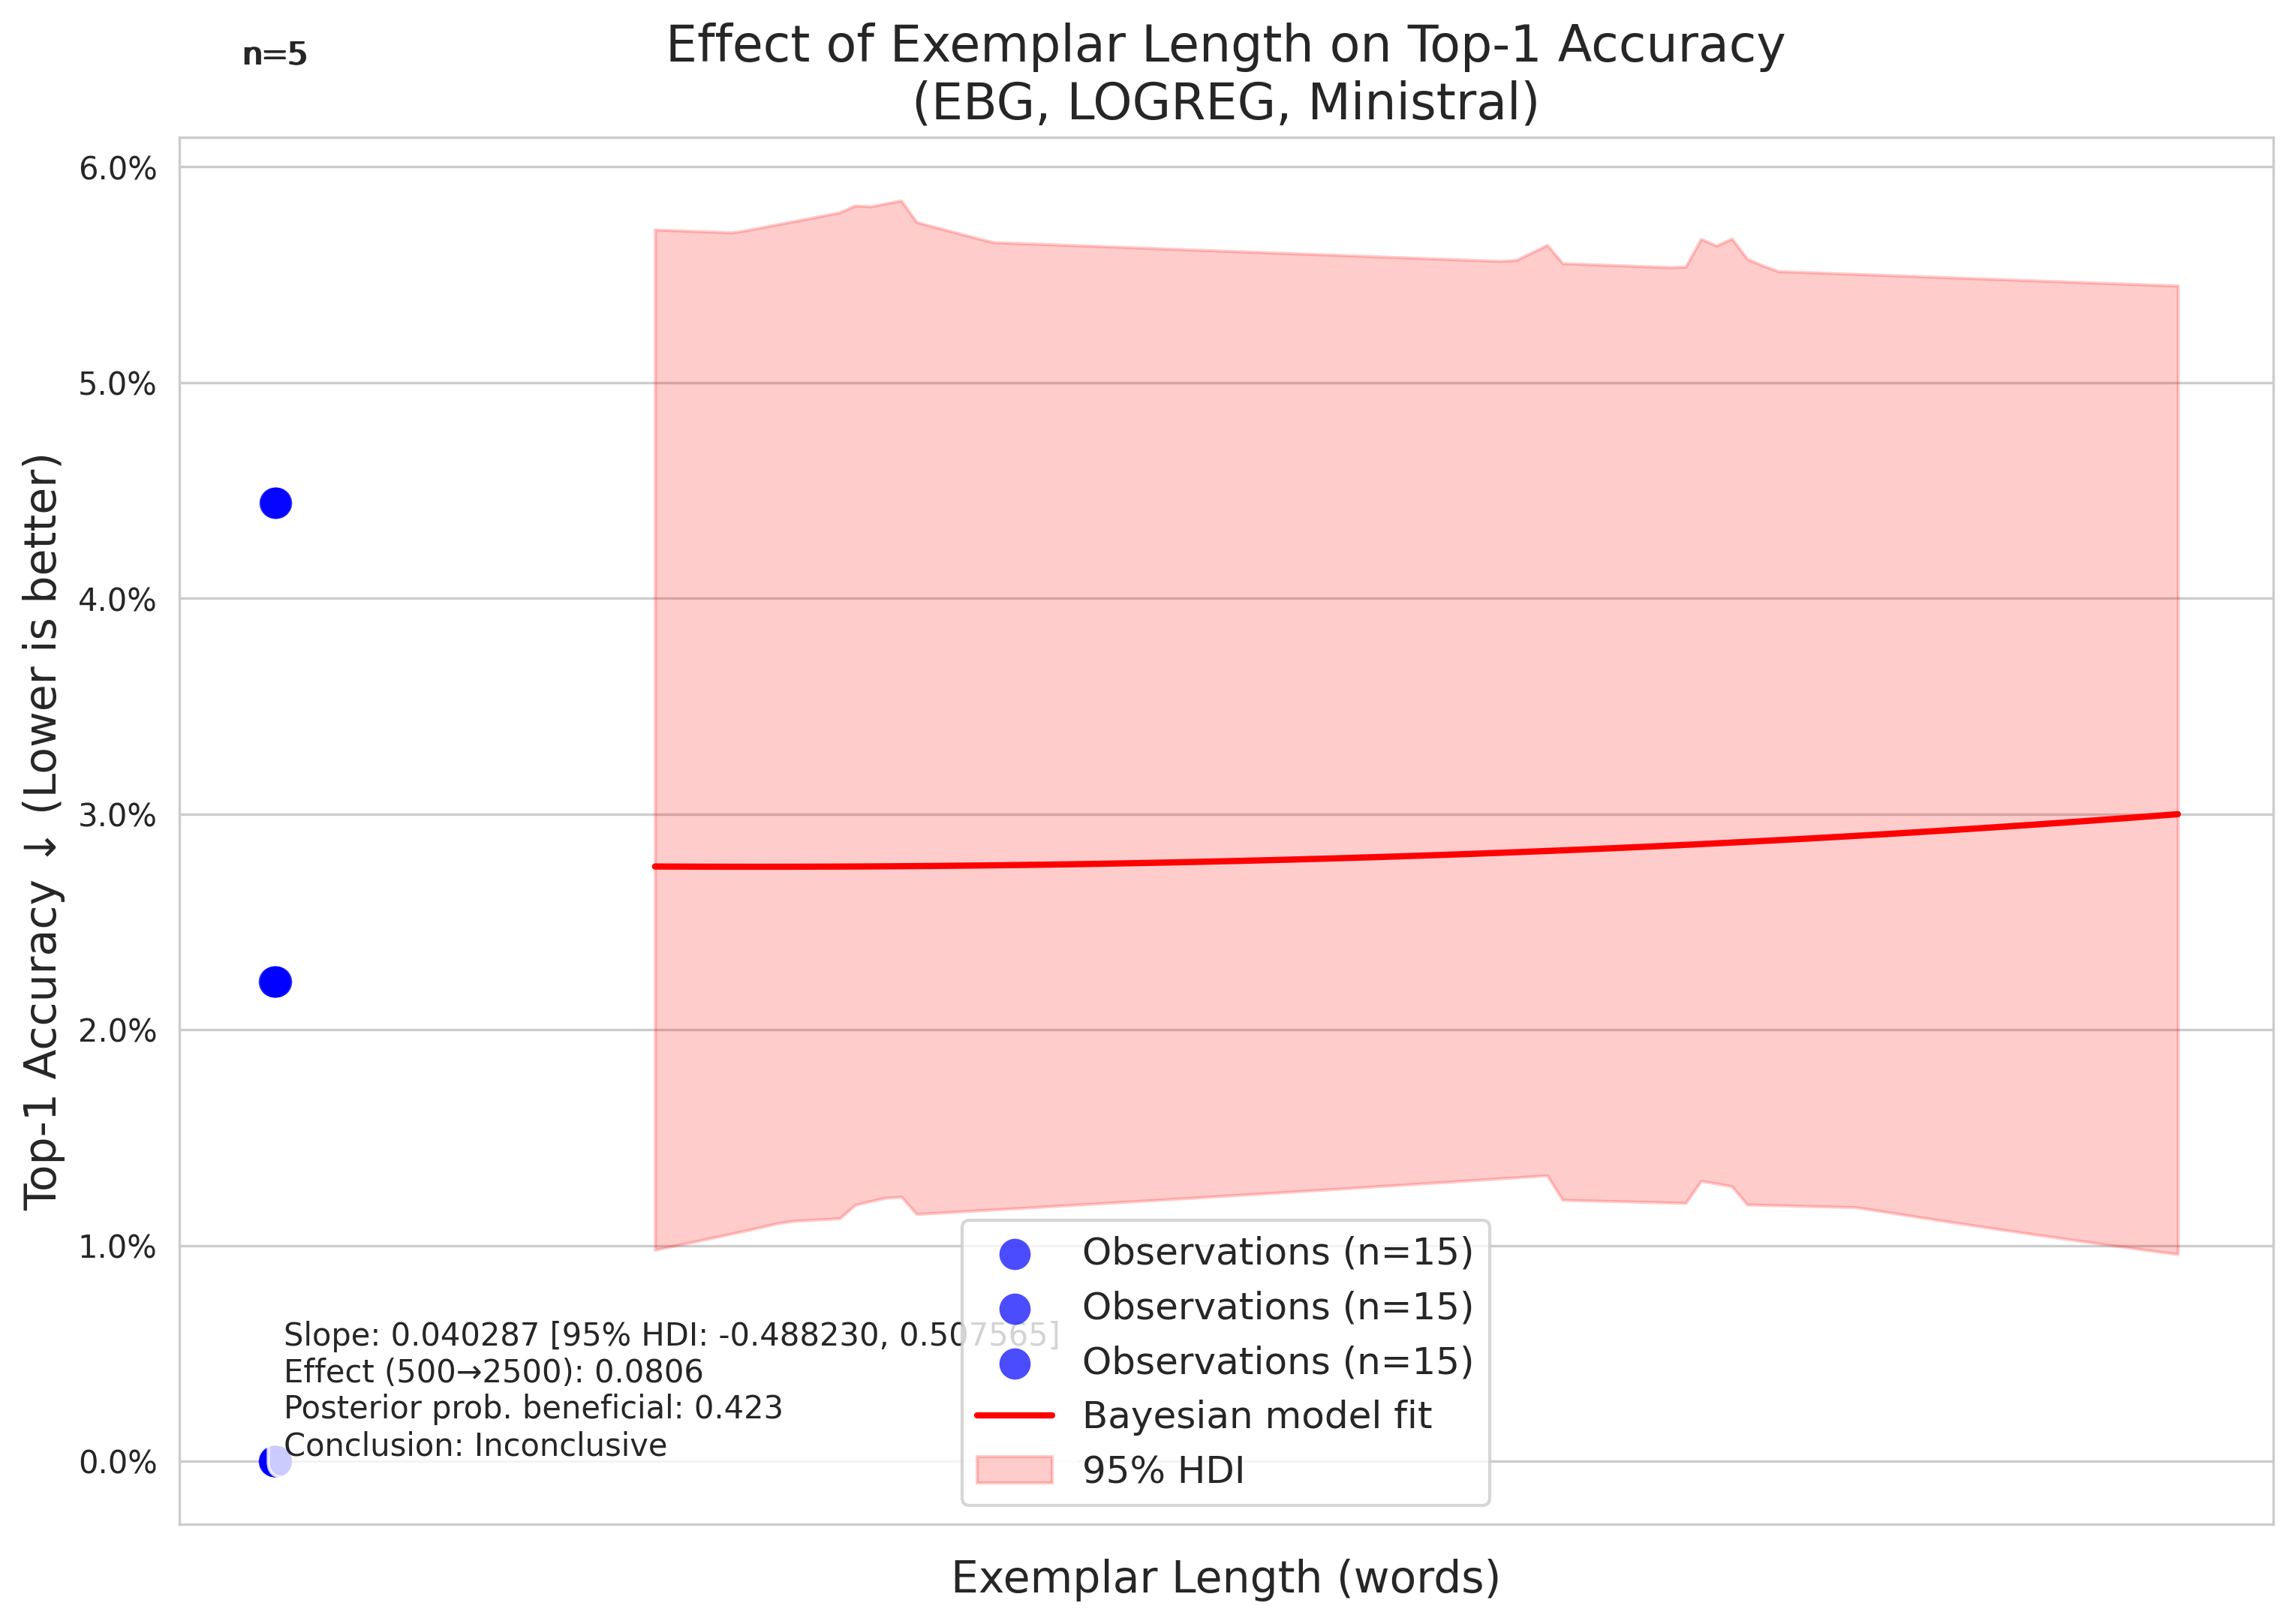 n=5
Effect of Exemplar Length on Top-1 Accuracy
(EBG, LOGREG, Ministral)
Top-1 Accuracy ↓ (Lower is better)
6.0%
5.0%
4.0%
3.0%
2.0%
1.0%
0.0%
Slope: 0.040287 [95% HDI: -0.488230, 0.507565]
Effect (500→2500): 0.0806
Posterior prob. beneficial: 0.423
Conclusion: Inconclusive
Observations (n=15)
Observations (n=15)
Observations (n=15)
Bayesian model fit
95% HDI
Exemplar Length (words)